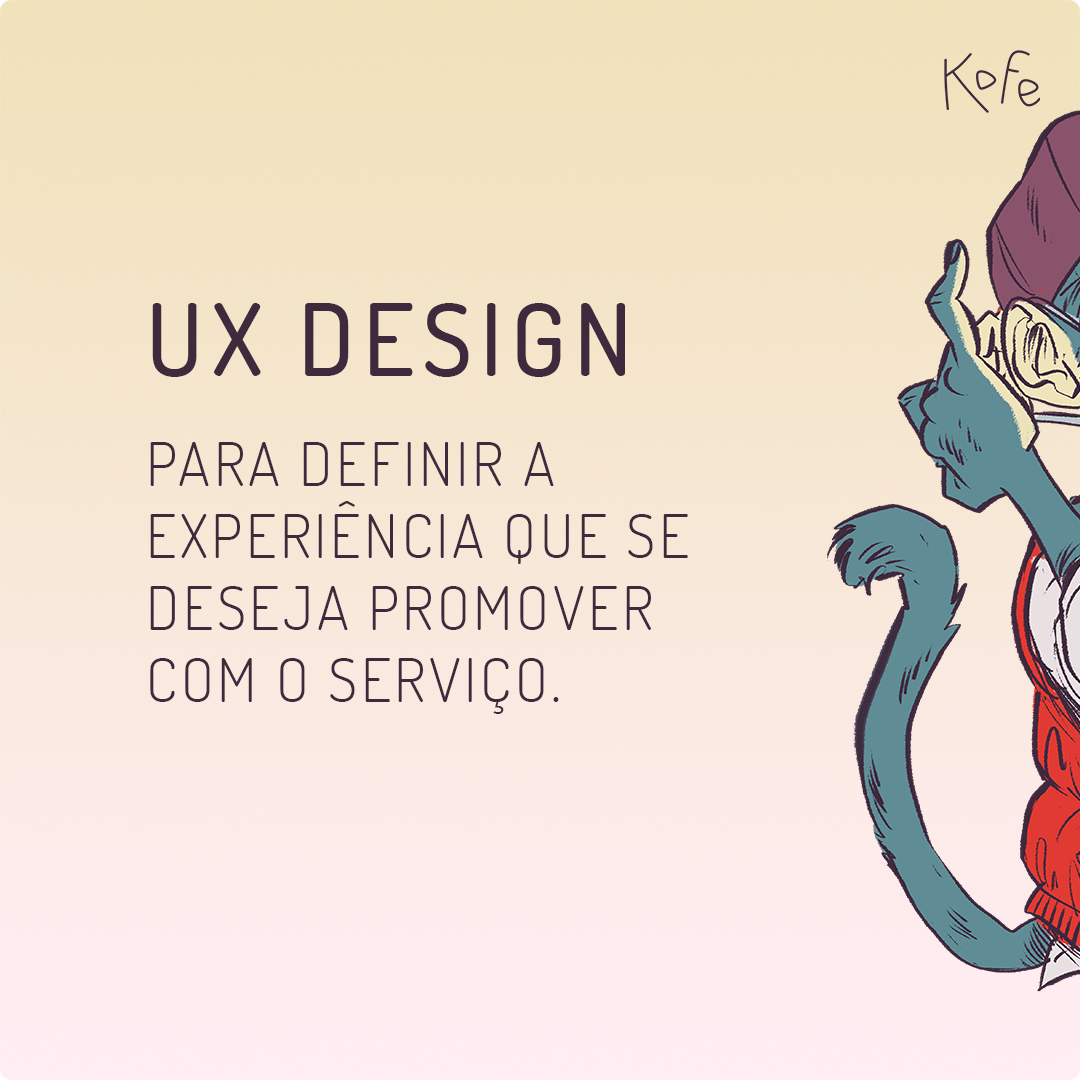 Kofe
UX DESIGN
PARA DEFINIR A
EXPERIÊNCIA QUE SE
DESEJA PROMOVER
COM O SERVIÇO.